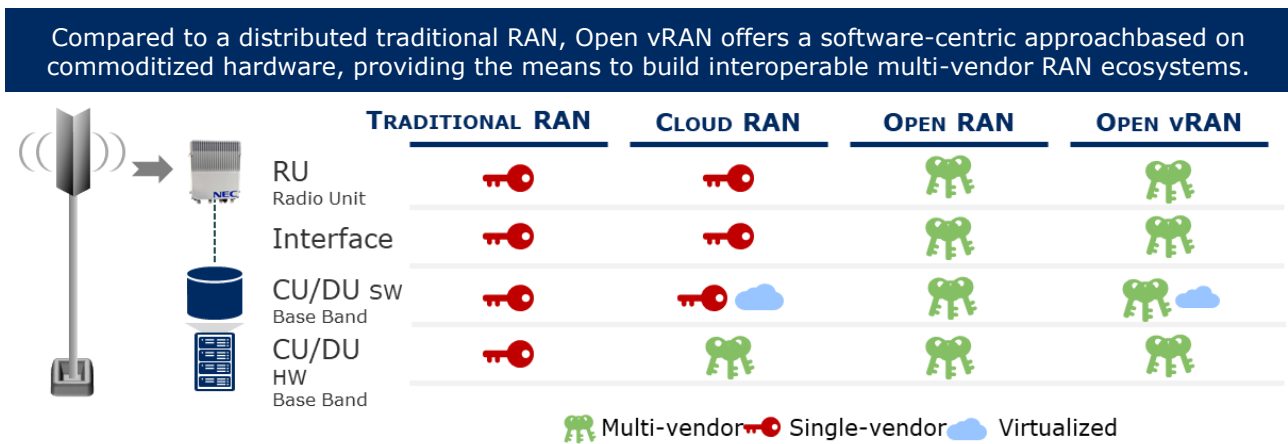 Compared to a distributed traditional RAN, Open vRAN offers a software-centric approachbased on
commoditized hardware, providing the means to build interoperable multi-vendor RAN ecosystems.
TRADITIONAL RAN
CLOUD RAN
OPEN RAN
OPEN VRAN
NEC
RU
Radio Unit
Interface
CU/DU SW
Base Band
CU/DU
HW
Base Band
Multi-vendor
Single-vendor
Virtualized